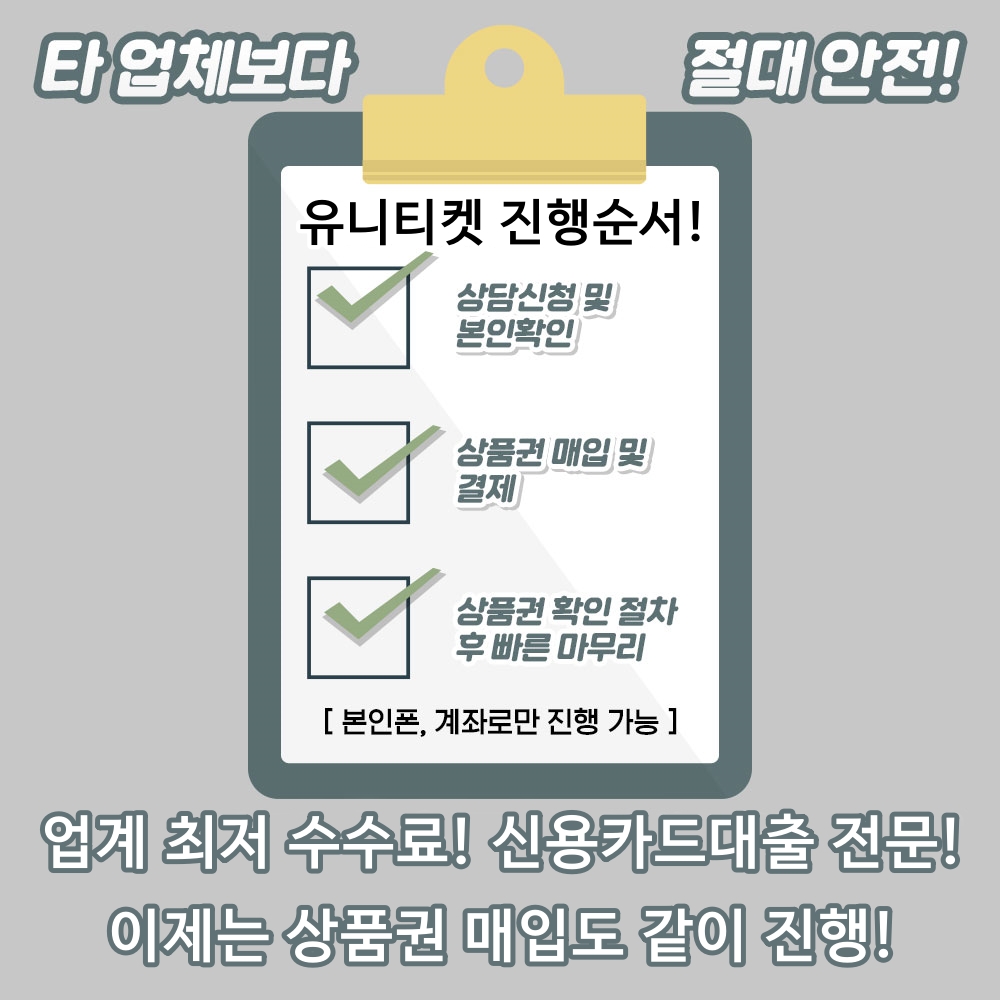 타 업체보다
절대 안전!
유니티켓 진행순서!
상담신청 및
본인확인
상품권 매입 및
결제
상품권 확인 절차
후 빠른 마무리
[ 본인폰, 계좌로만 진행 가능 ]
업계 최저 수수료! 신용카드대출 전문!
이제는 상품권 매입도 같이 진행!